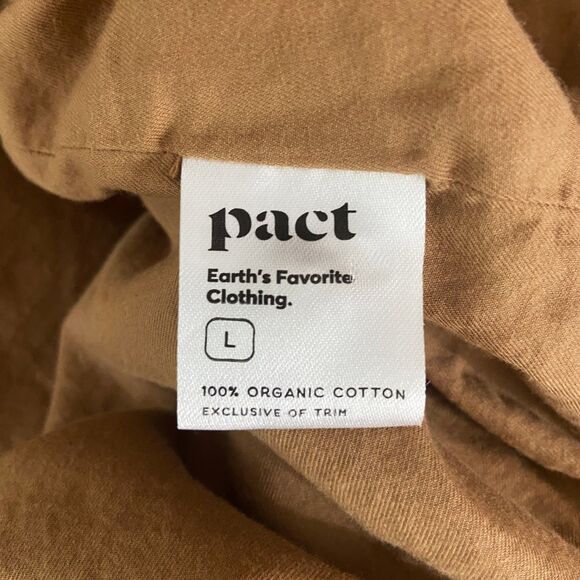 pact
Earth's Favorite
Clothing.
L
100% ORGANIC COTTON
EXCLUSIVE OF TRIM